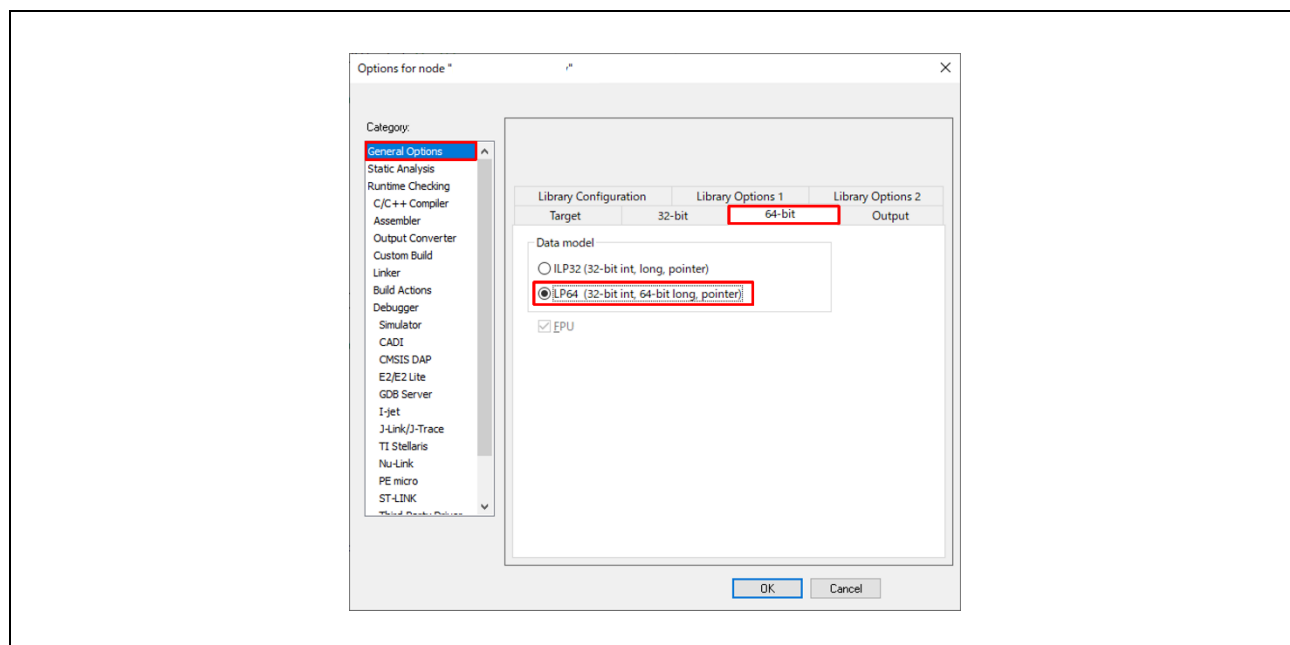 Options for node "                    '"
Category:
General Options
Static Analysis
Runtime Checking
C/C++ Compiler
Assembler
Output Converter
Custom Build
Linker
Build Actions
Debugger
Simulator
CADI
CMSIS DAP
E2/E2 Lite
GDB Server
I-jet
J-Link/J-Trace
TI Stellaris
Nu-Link
PE micro
ST-LINK
Third-Party Driver
Library Configuration Library Options 1 Library Options 2
Target 32-bit 64-bit Output
Data model
ILP32 (32-bit int, long, pointer)
LP64 (32-bit int, 64-bit long, pointer)
FPU
OK Cancel